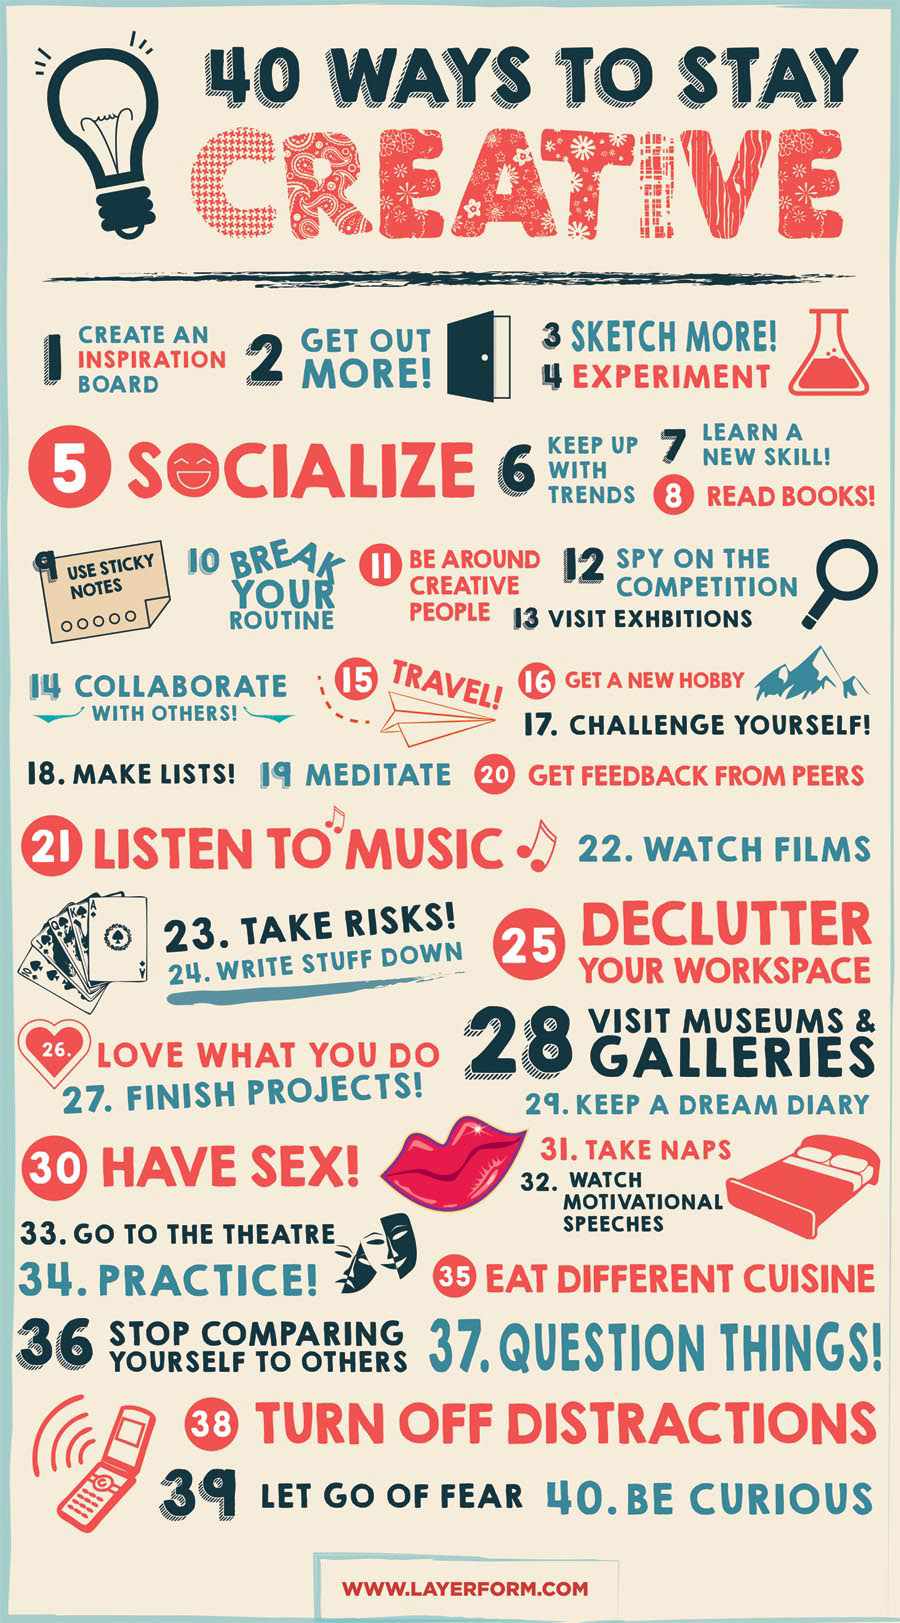 40 WAYS TO STAY
CREATIVE
1 CREATE AN
INSPIRATION
BOARD
2 GET OUT
MORE!
3 SKETCH MORE!
4 EXPERIMENT
5 SOCIALIZE
6 KEEP UP
WITH
TRENDS
7 LEARN A
NEW SKILL!
8 READ BOOKS!
9 USE STICKY
NOTES
10 BREAK
YOUR
ROUTINE
11 BE AROUND
CREATIVE
PEOPLE
12 SPY ON THE
COMPETITION
13 VISIT EXHBITIONS
14 COLLABORATE
WITH OTHERS!
15 TRAVEL!
16 GET A NEW HOBBY
17. CHALLENGE YOURSELF!
18. MAKE LISTS!
19 MEDITATE
20 GET FEEDBACK FROM PEERS
21 LISTEN TO MUSIC
22. WATCH FILMS
23. TAKE RISKS!
24. WRITE STUFF DOWN
25 DECLUTTER
YOUR WORKSPACE
26. LOVE WHAT YOU DO
27. FINISH PROJECTS!
28 VISIT MUSEUMS &
GALLERIES
29. KEEP A DREAM DIARY
30 HAVE SEX!
31. TAKE NAPS
32. WATCH
MOTIVATIONAL
SPEECHES
33. GO TO THE THEATRE
34. PRACTICE!
35 EAT DIFFERENT CUISINE
36 STOP COMPARING
YOURSELF TO OTHERS
37. QUESTION THINGS!
38 TURN OFF DISTRACTIONS
39 LET GO OF FEAR
40. BE CURIOUS
WWW.LAYERFORM.COM